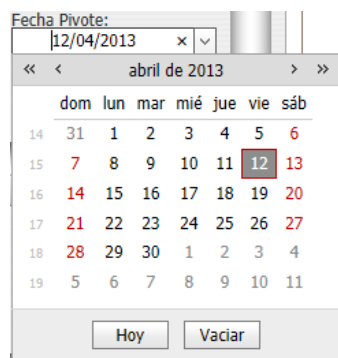 Fecha Pivote:
12/04/2013 × ⌄
« ‹ abril de 2013 › »
dom lun mar mié jue vie sáb
14 31 1 2 3 4 5 6
15 7 8 9 10 11 12 13
16 14 15 16 17 18 19 20
17 21 22 23 24 25 26 27
18 28 29 30 1 2 3 4
19 5 6 7 8 9 10 11
Hoy Vaciar